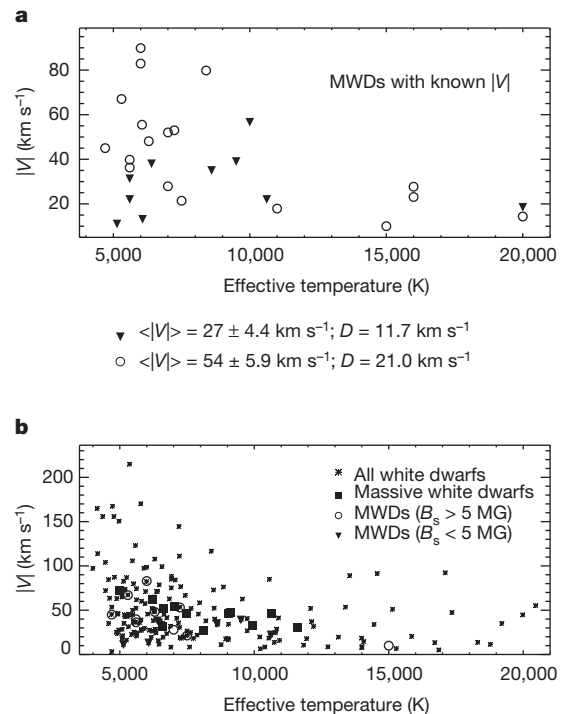 a
MWDs with known |V|
|V| (km s⁻¹)
80
60
40
20
5,000 10,000 15,000 20,000
Effective temperature (K)
▼ <|V|> = 27 ± 4.4 km s⁻¹; D = 11.7 km s⁻¹
○ <|V|> = 54 ± 5.9 km s⁻¹; D = 21.0 km s⁻¹
b
All white dwarfs
Massive white dwarfs
MWDs (Bₛ > 5 MG)
MWDs (Bₛ < 5 MG)
|V| (km s⁻¹)
200
150
100
50
0
5,000 10,000 15,000 20,000
Effective temperature (K)